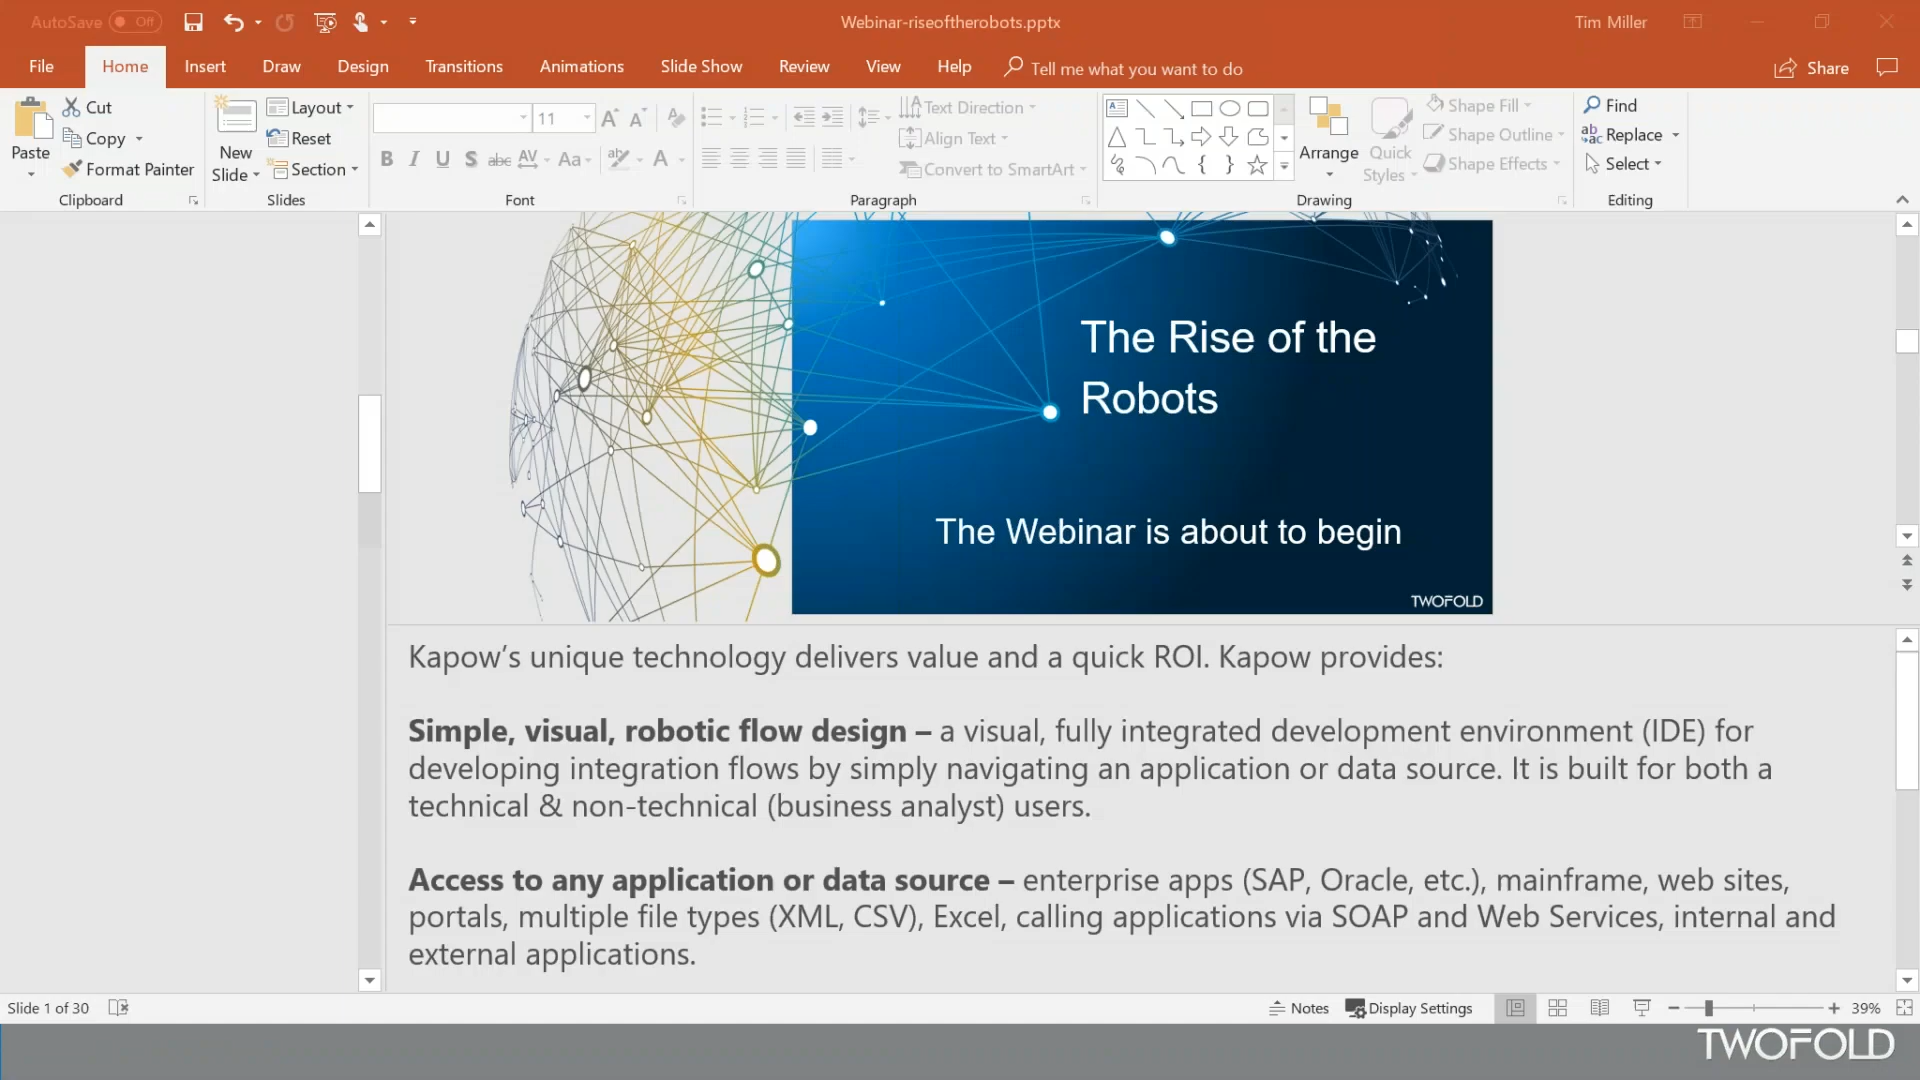 AutoSave Off
Webinar-riseoftherobots.pptx
Tim Miller
File Home Insert Draw Design Transitions Animations Slide Show Review View Help Tell me what you want to do
Share
Paste
Cut
Copy
Format Painter
Clipboard
New Slide
Layout
Reset
Section
Slides
11
B I U S abc AV Aa A
Font
Text Direction
Align Text
Convert to SmartArt
Paragraph
Arrange
Quick Styles
Shape Fill
Shape Outline
Shape Effects
Drawing
Find
Replace
Select
Editing
The Rise of the
Robots
The Webinar is about to begin
TWOFOLD
Kapow’s unique technology delivers value and a quick ROI. Kapow provides:
Simple, visual, robotic flow design – a visual, fully integrated development environment (IDE) for
developing integration flows by simply navigating an application or data source. It is built for both a
technical & non-technical (business analyst) users.
Access to any application or data source – enterprise apps (SAP, Oracle, etc.), mainframe, web sites,
portals, multiple file types (XML, CSV), Excel, calling applications via SOAP and Web Services, internal and
external applications.
Slide 1 of 30
Notes
Display Settings
39%
TWOFOLD